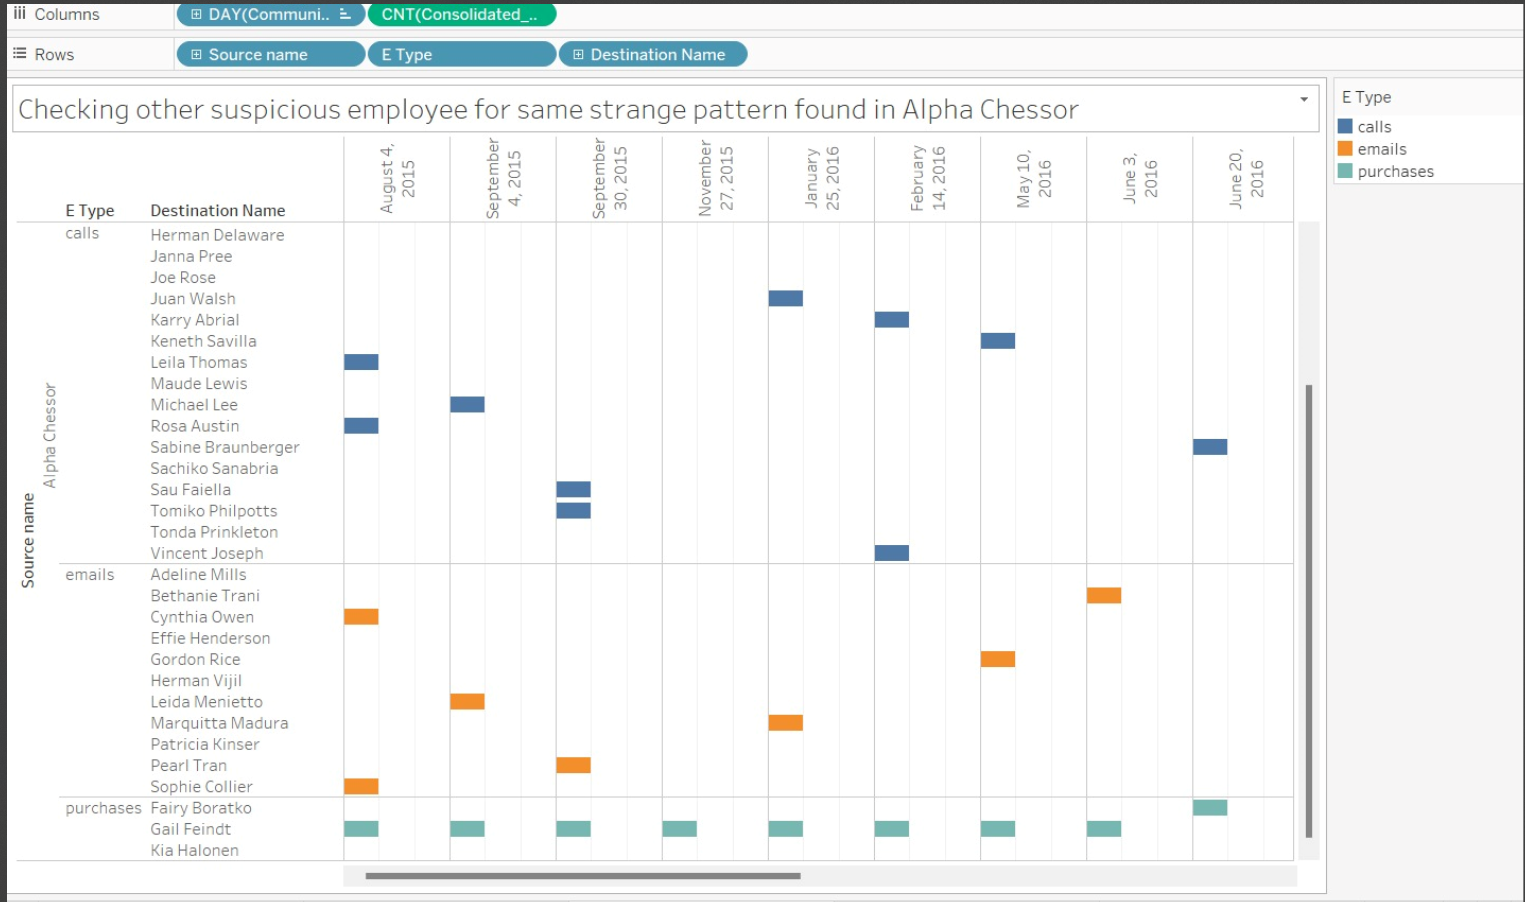 Columns DAY(Communi.. CNT(Consolidated_..
Rows Source name E Type Destination Name
Checking other suspicious employee for same strange pattern found in Alpha Chessor
E Type
calls
emails
purchases
August 4, 2015
September 4, 2015
September 30, 2015
November 27, 2015
January 25, 2016
February 14, 2016
May 10, 2016
June 3, 2016
June 20, 2016
E Type Destination Name
Source name
Alpha Chessor
calls Herman Delaware
Janna Pree
Joe Rose
Juan Walsh
Karry Abrial
Keneth Savilla
Leila Thomas
Maude Lewis
Michael Lee
Rosa Austin
Sabine Braunberger
Sachiko Sanabria
Sau Faiella
Tomiko Philpotts
Tonda Prinkleton
Vincent Joseph
emails Adeline Mills
Bethanie Trani
Cynthia Owen
Effie Henderson
Gordon Rice
Herman Vijil
Leida Menietto
Marquitta Madura
Patricia Kinser
Pearl Tran
Sophie Collier
purchases Fairy Boratko
Gail Feindt
Kia Halonen